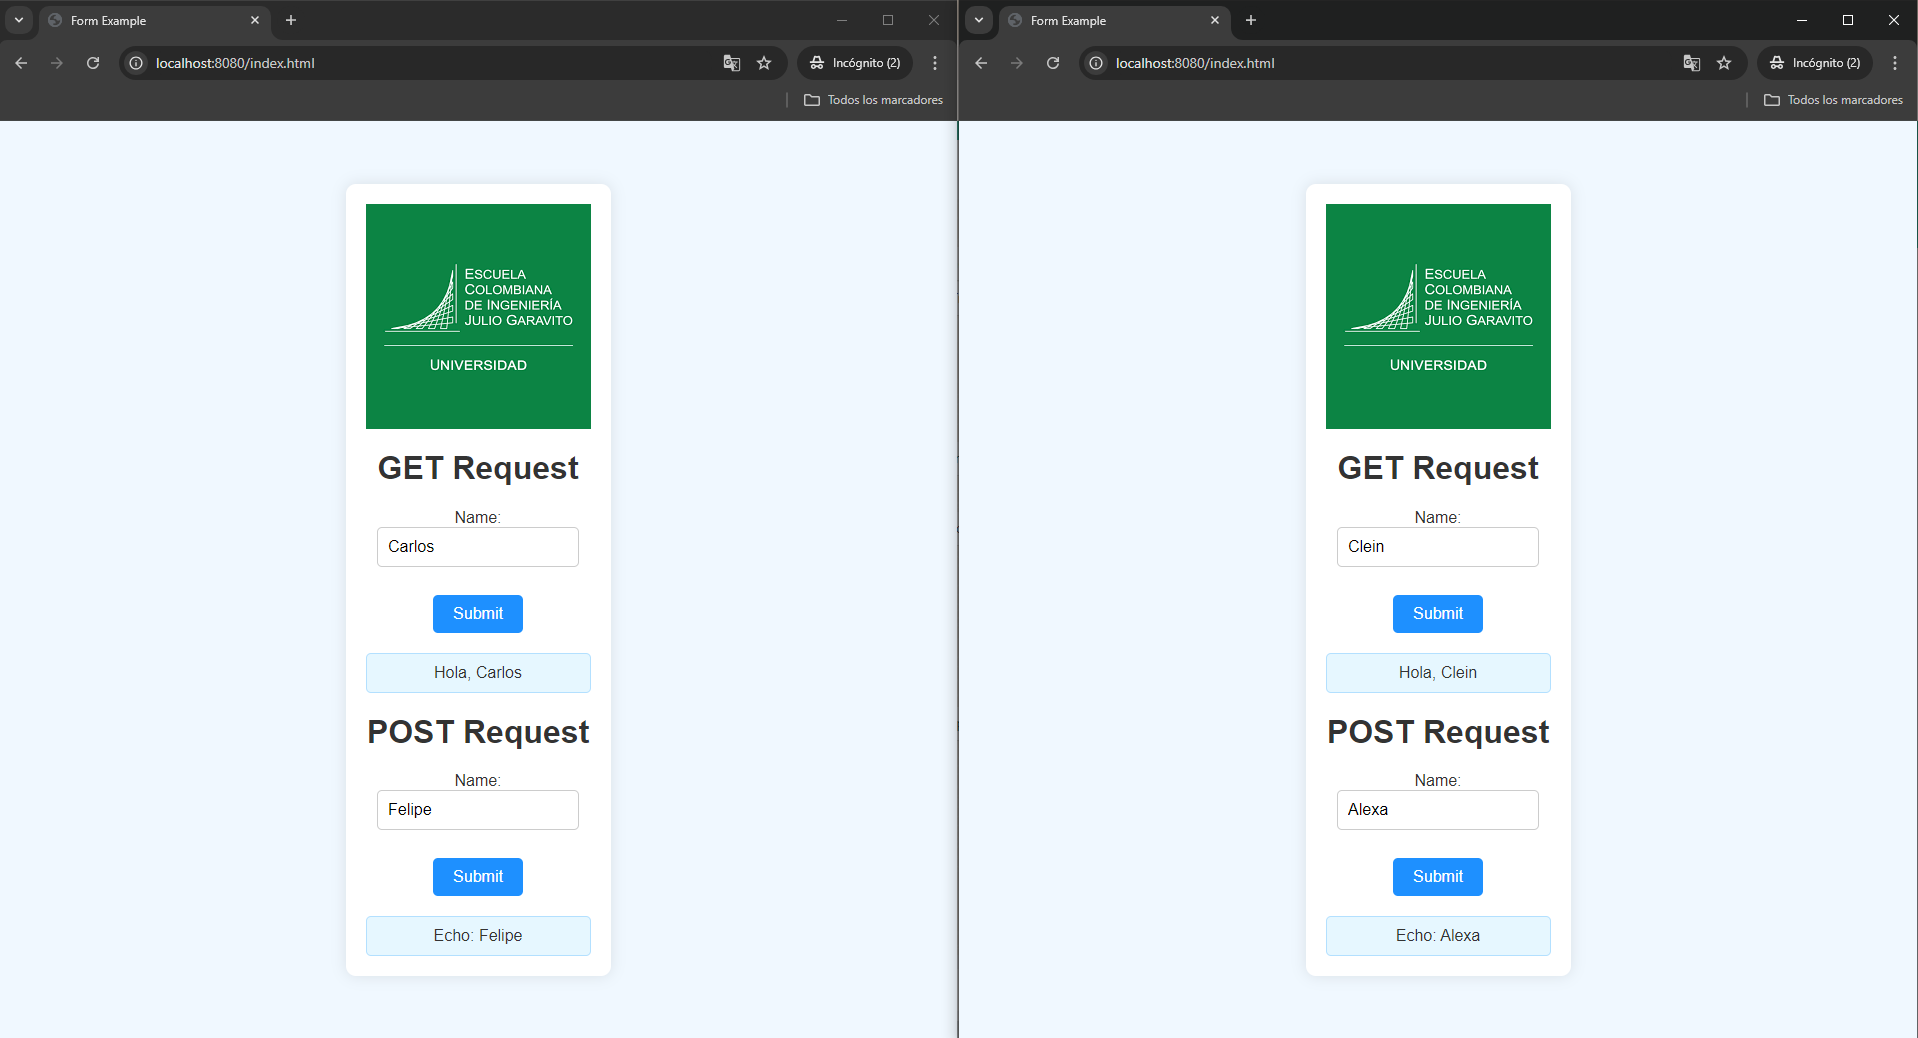 Form Example
localhost:8080/index.html
Incógnito (2)
Todos los marcadores
ESCUELA
COLOMBIANA
DE INGENIERÍA
JULIO GARAVITO
UNIVERSIDAD
GET Request
Name:
Carlos
Submit
Hola, Carlos
POST Request
Name:
Felipe
Submit
Echo: Felipe
Form Example
localhost:8080/index.html
Incógnito (2)
Todos los marcadores
ESCUELA
COLOMBIANA
DE INGENIERÍA
JULIO GARAVITO
UNIVERSIDAD
GET Request
Name:
Clein
Submit
Hola, Clein
POST Request
Name:
Alexa
Submit
Echo: Alexa